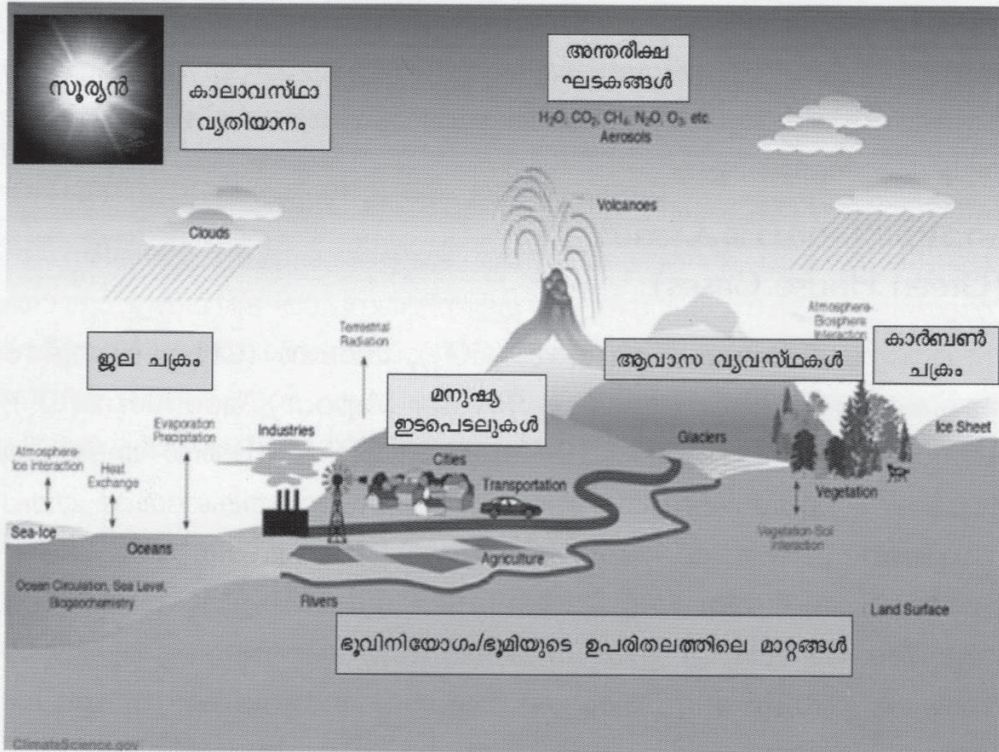 സൂര്യൻ
കാലാവസ്ഥാ
വ്യതിയാനം
അന്തരീക്ഷ
ഘടകങ്ങൾ
H₂O, CO₂, CH₄, N₂O, O₃, etc.
Aerosols
Volcanoes
Clouds
ജല ചക്രം
Terrestrial
Radiation
Atmosphere-
Biosphere
Interaction
ആവാസ വ്യവസ്ഥകൾ
കാർബൺ
ചക്രം
മനുഷ്യ
ഇടപെടലുകൾ
Evaporation
Precipitation
Industries
Glaciers
Ice Sheet
Atmosphere-
Ice Interaction
Heat
Exchange
Cities
Transportation
Vegetation
Sea-Ice
Oceans
Vegetation-Soil
Interaction
Agriculture
Ocean Circulation, Sea Level,
Biogeochemistry
Rivers
Land Surface
ഭൂവിനിയോഗം/ഭൂമിയുടെ ഉപരിതലത്തിലെ മാറ്റങ്ങൾ
ClimateScience.gov